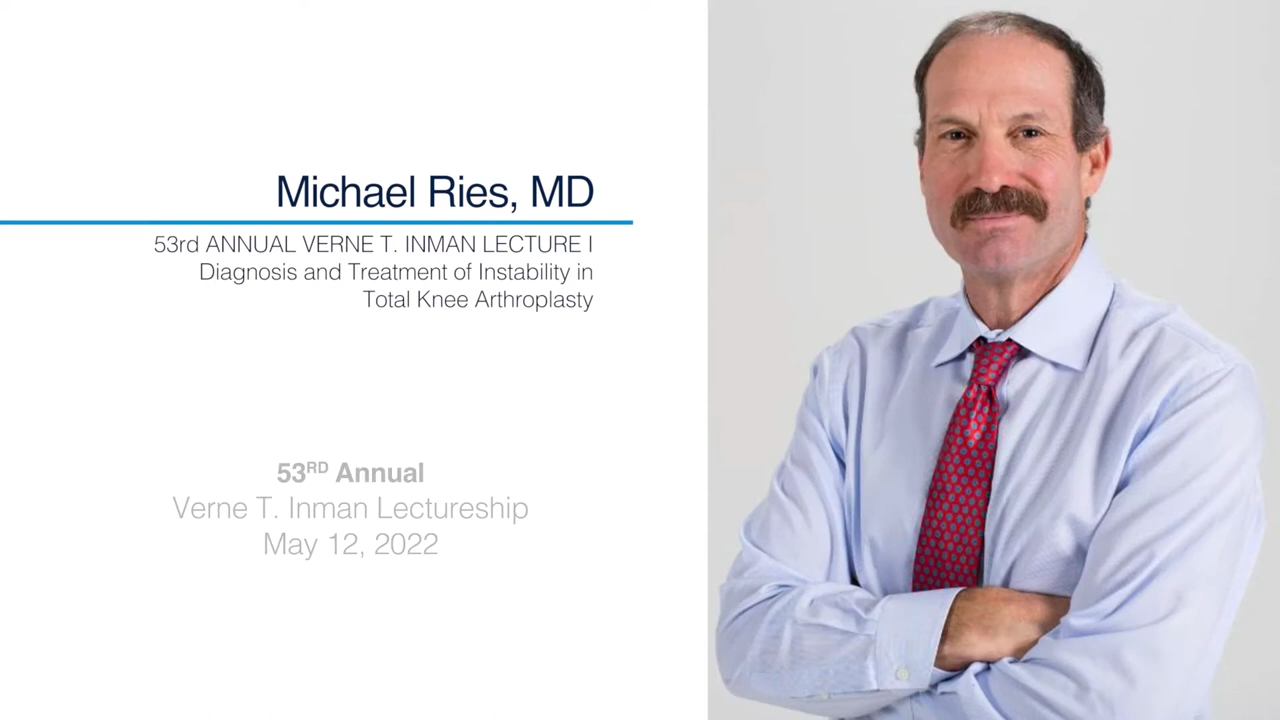 Michael Ries, MD
53rd ANNUAL VERNE T. INMAN LECTURE I
Diagnosis and Treatment of Instability in
Total Knee Arthroplasty
53RD Annual
Verne T. Inman Lectureship
May 12, 2022